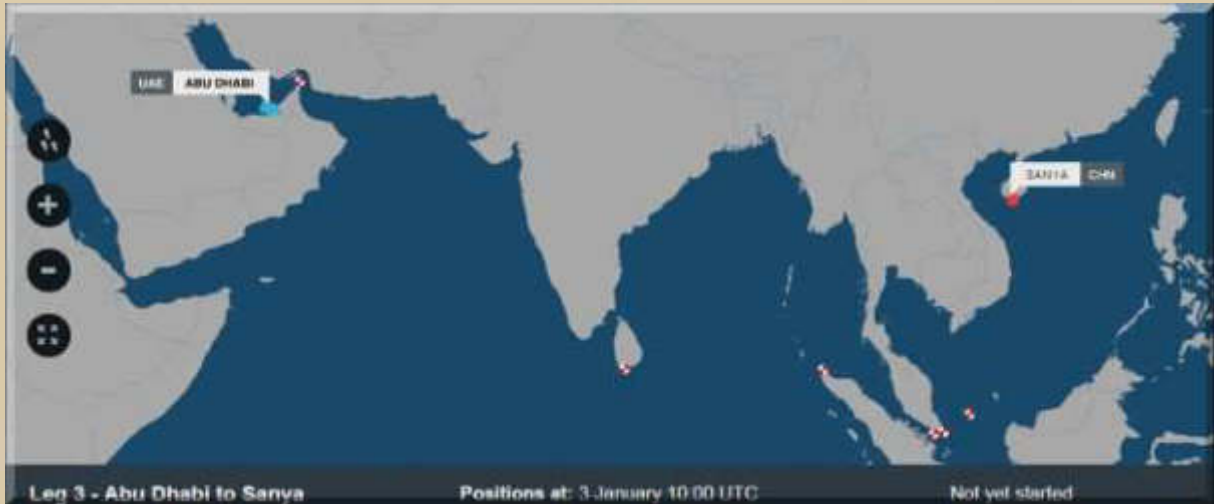 UAE ABU DHABI
SANYA CHN
Leg 3 - Abu Dhabi to Sanya Positions at: 3 January 10:00 UTC Not yet started